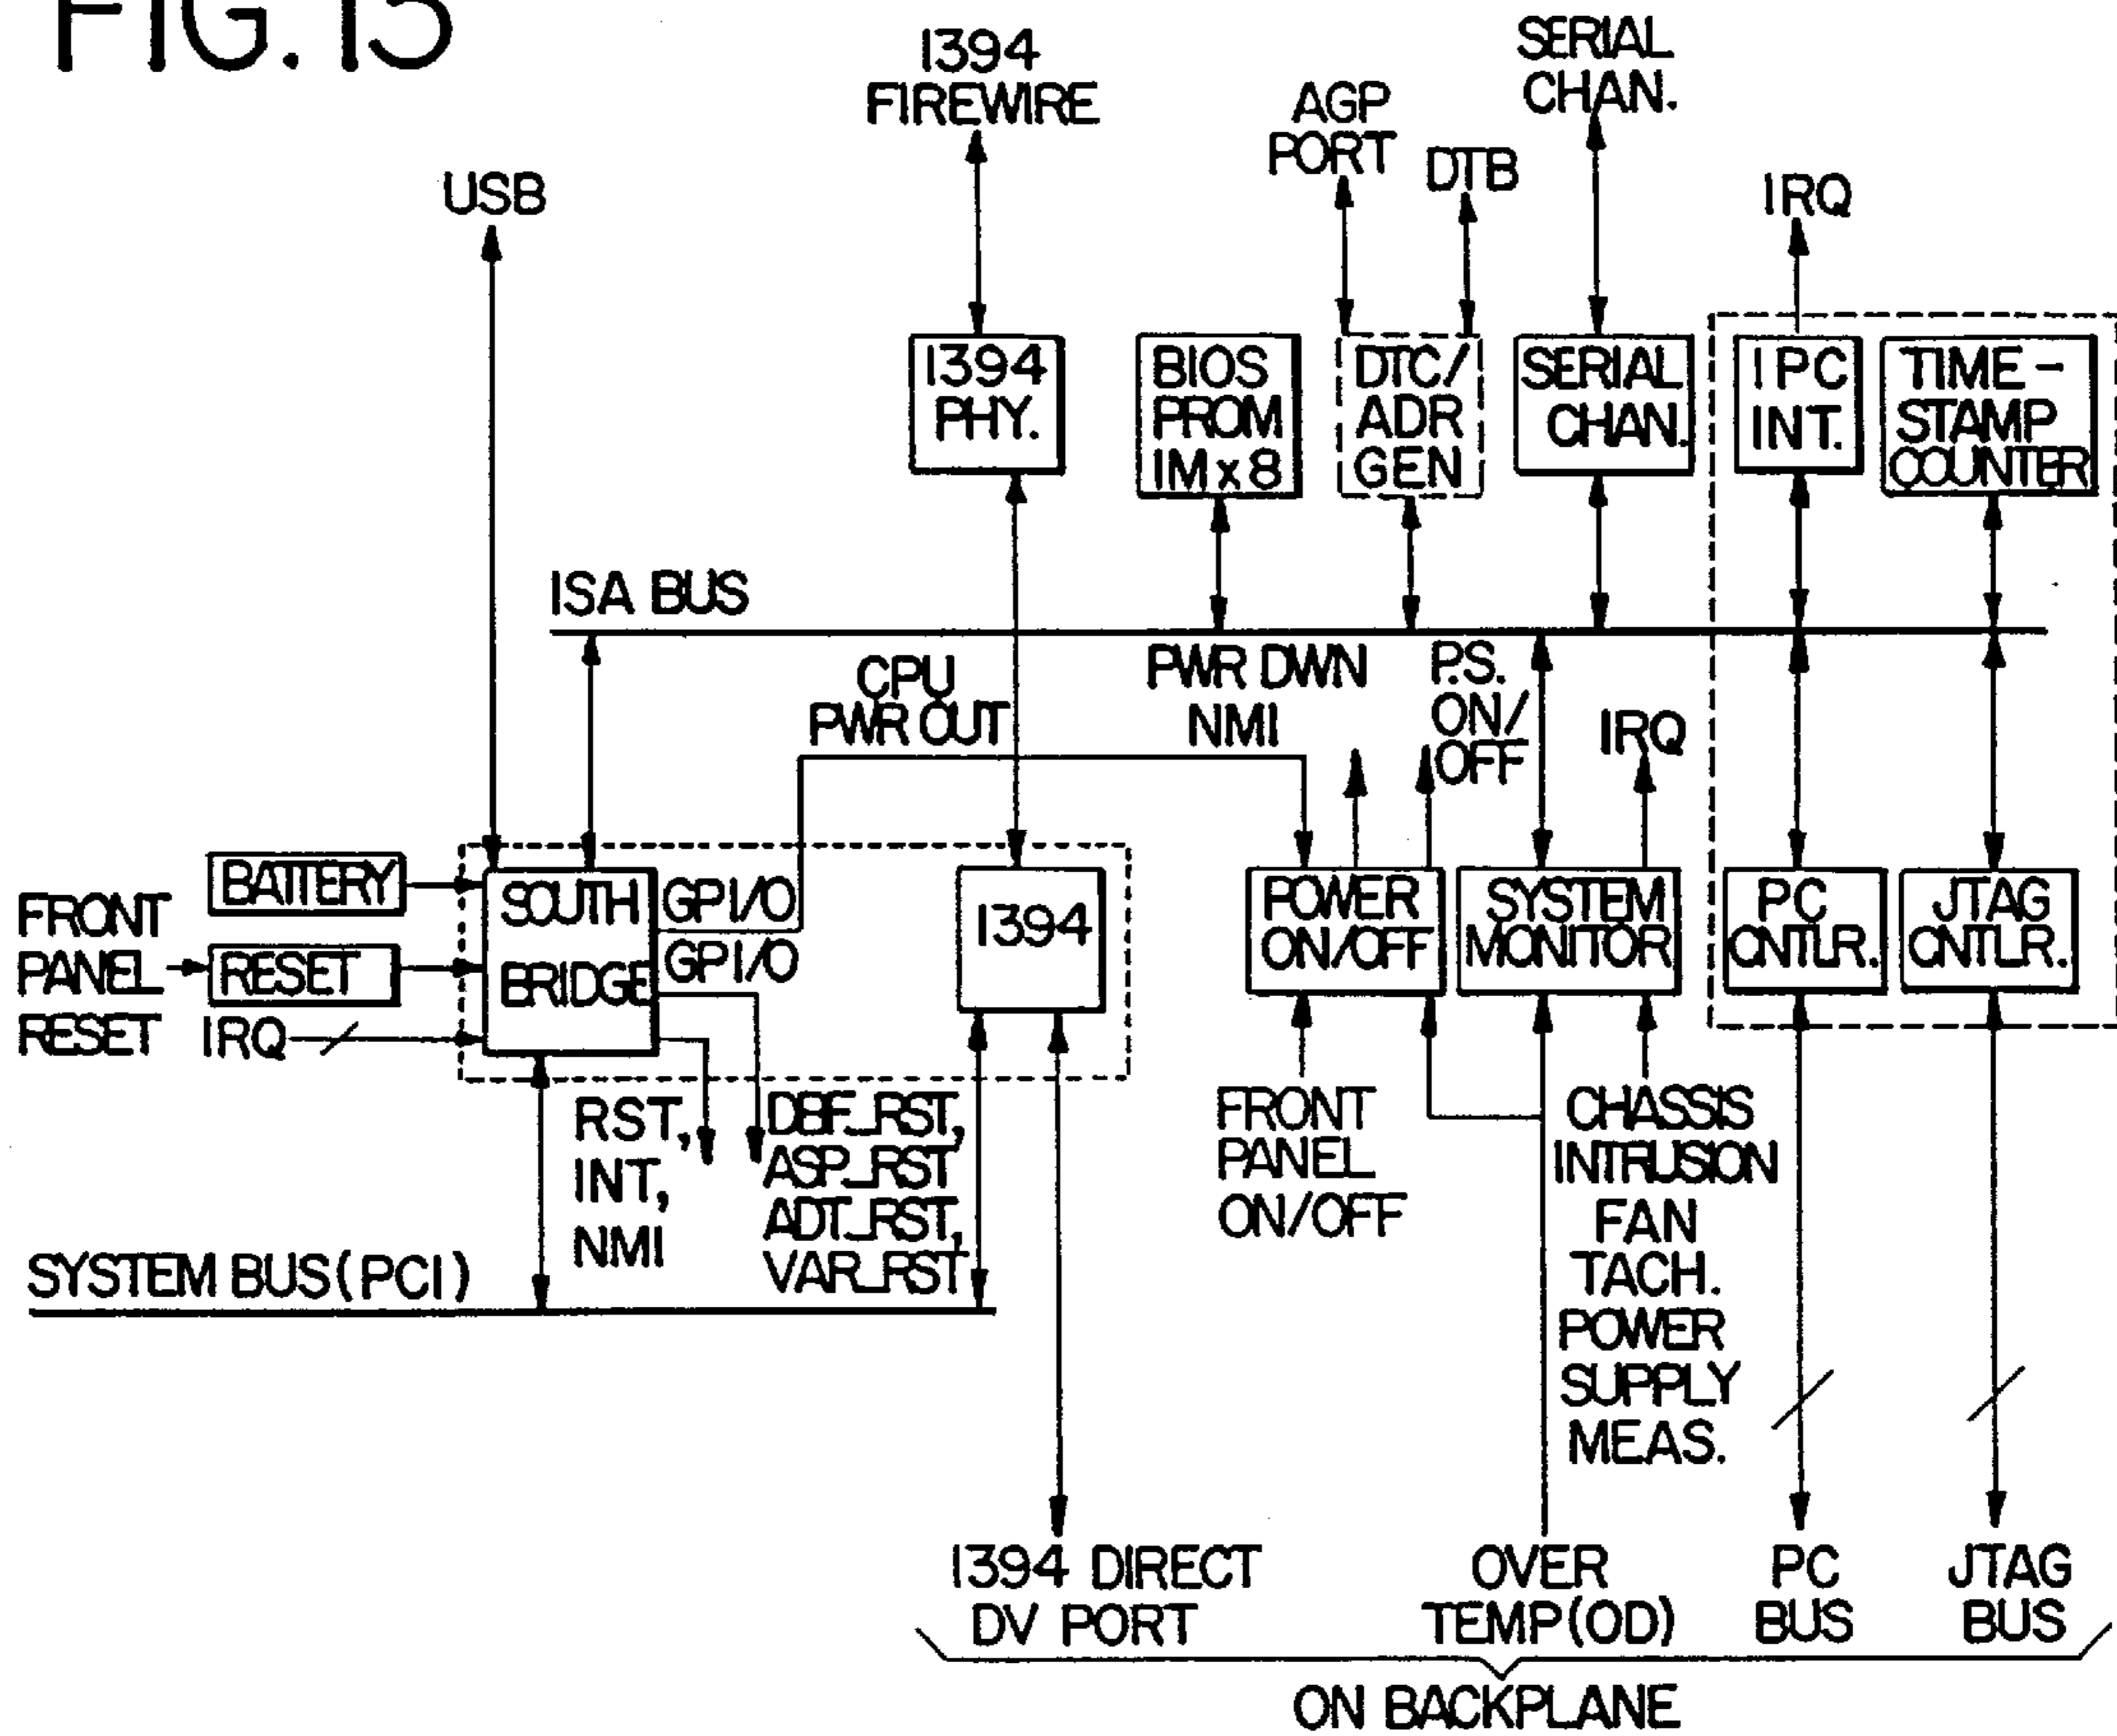 FIG. 15
1394
FIREWIRE
SERIAL
CHAN.
AGP
PORT
DTB
USB
IRQ
1394
PHY.
BIOS
PROM
1M x 8
DTC/
ADR
GEN
SERIAL
CHAN.
IPC
INT.
TIME-
STAMP
COUNTER
ISA BUS
CPU
PWR OUT
PWR DWN
NMI
P.S.
ON/
OFF
IRQ
BATTERY
FRONT
PANEL
RESET
RESET
IRQ
SOUTH
BRIDGE
GPI/O
GPI/O
1394
POWER
ON/OFF
SYSTEM
MONITOR
PC
CNTLR.
JTAG
CNTLR.
RST,
INT,
NMI
DBF_RST,
ASP_RST
ADT_RST,
VAR_RST
FRONT
PANEL
ON/OFF
CHASSIS
INTRUSION
FAN
TACH.
POWER
SUPPLY
MEAS.
SYSTEM BUS (PCI)
1394 DIRECT
DV PORT
OVER
TEMP (OD)
PC
BUS
JTAG
BUS
ON BACKPLANE